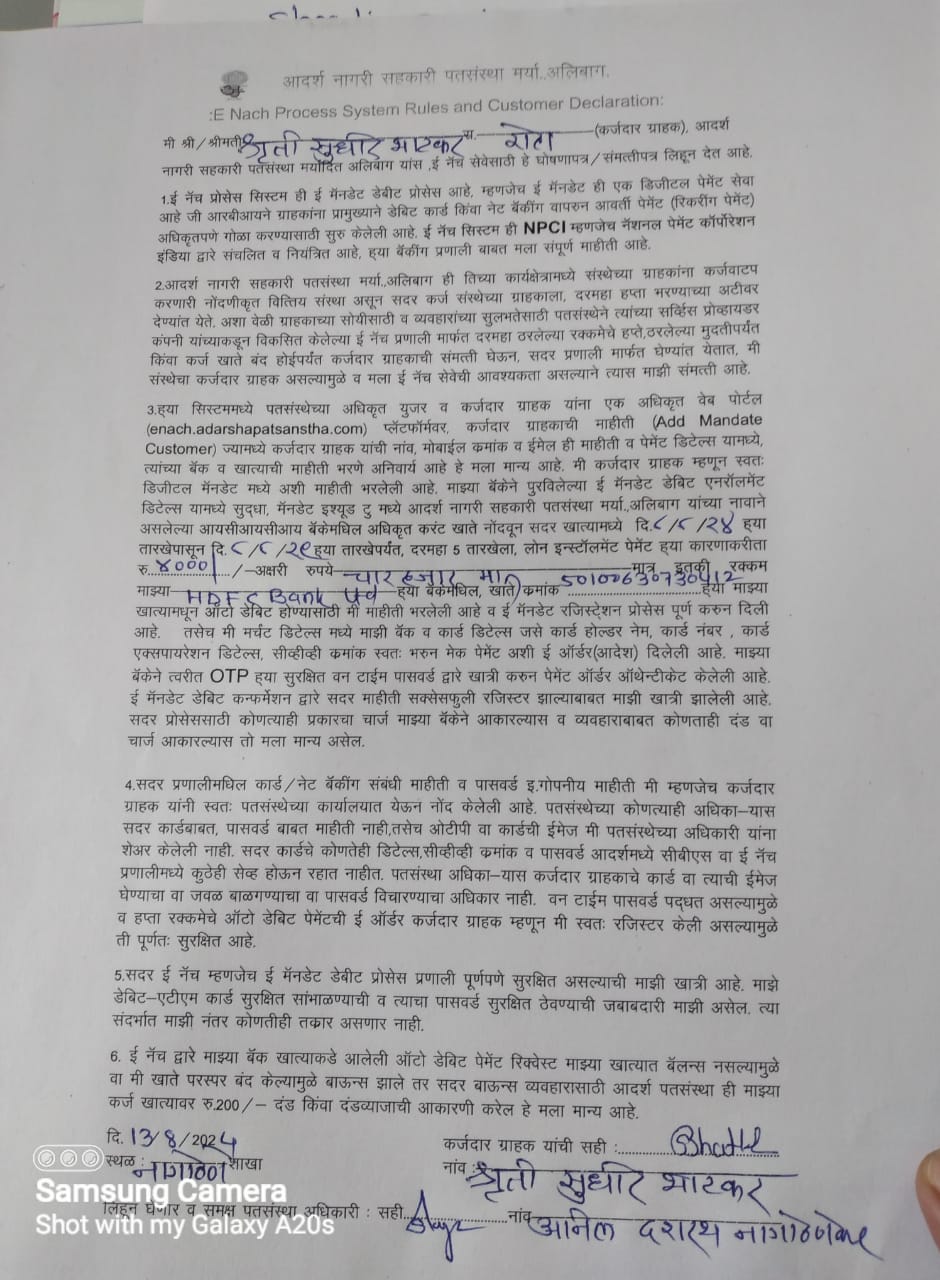 आदर्श नागरी सहकारी पतसंस्था मर्या.,अलिबाग.
:E Nach Process System Rules and Customer Declaration:
मी श्री/श्रीमती श्रृती सुधीर भाटकर रा. रोहा (कर्जदार ग्राहक), आदर्श
नागरी सहकारी पतसंस्था मर्यादित अलिबाग यांस ,ई नॅच सेवेसाठी हे घोषणापत्र/संमत्तीपत्र लिहून देत आहे.
1.ई नॅच प्रोसेस सिस्टम ही ई मॅनडेट डेबीट प्रोसेस आहे. म्हणजेच ई मॅनडेट ही एक डिजीटल पेमेंट सेवा
आहे जी आरबीआयने ग्राहकांना प्रामुख्याने डेबिट कार्ड किंवा नेट बॅकींग वापरुन आवर्ती पेमेंट (रिकरींग पेमेंट)
अधिकृतपणे गोळा करण्यासाठी सुरु केलेली आहे. ई नॅच सिस्टम ही NPCI म्हणजेच नॅशनल पेमेंट कॉर्पोरेशन
इंडिया द्वारे संचलित व नियंत्रित आहे, हया बॅकींग प्रणाली बाबत मला संपूर्ण माहीती आहे.
2.आदर्श नागरी सहकारी पतसंस्था मर्या.,अलिबाग ही तिच्या कार्यक्षेत्रामध्ये संस्थेच्या ग्राहकांना कर्जवाटप
करणारी नोंदणीकृत वित्तिय संस्था असून सदर कर्ज संस्थेच्या ग्राहकाला, दरमहा हप्ता भरण्याच्या अटीवर
देण्यांत येते. अशा वेळी ग्राहकाच्या सोयीसाठी व व्यवहारांच्या सुलभतेसाठी पतसंस्थेने त्यांच्या सर्व्हिस प्रोव्हायडर
कंपनी यांच्याकडून विकसित केलेल्या ई नॅच प्रणाली मार्फत दरमहा ठरलेल्या रक्कमेचे हप्ते,ठरलेल्या मुदतीपर्यंत
किंवा कर्ज खाते बंद होईपर्यंत कर्जदार ग्राहकाची संमत्ती घेऊन, सदर प्रणाली मार्फत घेण्यांत येतात, मी
संस्थेचा कर्जदार ग्राहक असल्यामुळे व मला ई नॅच सेवेची आवश्यकता असल्याने त्यास माझी संमत्ती आहे.
3.हया सिस्टममध्ये पतसंस्थेच्या अधिकृत युजर व कर्जदार ग्राहक यांना एक अधिकृत वेब पोर्टल
(enach.adarshapatsanstha.com) प्लॅटफॉर्मवर, कर्जदार ग्राहकाची माहीती (Add Mandate
Customer) ज्यामध्ये कर्जदार ग्राहक यांची नांव, मोबाईल कमांक व ईमेल ही माहीती व पेमेंट डिटेल्स यामध्ये,
त्यांच्या बॅक व खात्याची माहीती भरणे अनिवार्य आहे हे मला मान्य आहे. मी कर्जदार ग्राहक म्हणून स्वतः
डिजीटल मॅनडेट मध्ये अशी माहीती भरलेली आहे. माझ्या बॅकेने पुरविलेल्या ई मॅनडेट डेबिट एनरॉलमेंट
डिटेल्स यामध्ये सुद्धा, मॅनडेट इश्यूड टु मध्ये आदर्श नागरी सहकारी पतसंस्था मर्या.,अलिबाग यांच्या नावाने
असलेल्या आयसीआयसीआय बॅकेमधिल अधिकृत करंट खाते नोंदवून सदर खात्यामध्ये दि. ८/८/२४ हया
तारखेपासून दि. ८/८/२९ हया तारखेपर्यंत, दरमहा 5 तारखेला, लोन इन्स्टॉलमेंट पेमेंट हया कारणाकरीता
रु. ४०००/-अक्षरी रुपये चार हजार मात्र मात्र इतकी रक्कम
माझ्या HDFC Bank हया बॅकेमधिल, खाते कमांक 50100630730412 हया माझ्या
खात्यामधून ऑटो डेबिट होण्यासाठी मी माहीती भरलेली आहे व ई मॅनडेट रजिस्ट्रेशन प्रोसेस पूर्ण करुन दिली
आहे. तसेच मी मर्चंट डिटेल्स मध्ये माझी बॅक व कार्ड डिटेल्स जसे कार्ड होल्डर नेम, कार्ड नंबर , कार्ड
एक्सपायरेशन डिटेल्स, सीव्हीव्ही कमांक स्वतः भरुन मेक पेमेंट अशी ई ऑर्डर(आदेश) दिलेली आहे. माझ्या
बॅकेने त्वरीत OTP हया सुरक्षित वन टाईम पासवर्ड द्वारे खात्री करुन पेमेंट ऑर्डर ऑथेन्टीकेट केलेली आहे.
ई मॅनडेट डेबिट कन्फर्मेशन द्वारे सदर माहीती सक्सेसफुली रजिस्टर झाल्याबाबत माझी खात्री झालेली आहे.
सदर प्रोसेससाठी कोणत्याही प्रकारचा चार्ज माझ्या बॅकेने आकारल्यास व व्यवहाराबाबत कोणताही दंड वा
चार्ज आकारल्यास तो मला मान्य असेल.
4.सदर प्रणालीमधिल कार्ड/नेट बॅकींग संबंधी माहीती व पासवर्ड इ.गोपनीय माहीती मी म्हणजेच कर्जदार
ग्राहक यांनी स्वतः पतसंस्थेच्या कार्यालयात येऊन नोंद केलेली आहे. पतसंस्थेच्या कोणत्याही अधिका–यास
सदर कार्डबाबत, पासवर्ड बाबत माहीती नाही,तसेच ओटीपी वा कार्डची ईमेज मी पतसंस्थेच्या अधिकारी यांना
शेअर केलेली नाही. सदर कार्डचे कोणतेही डिटेल्स,सीव्हीव्ही कमांक व पासवर्ड आदर्शमध्ये सीबीएस वा ई नॅच
प्रणालीमध्ये कुठेही सेव्ह होऊन रहात नाहीत. पतसंस्था अधिका–यास कर्जदार ग्राहकाचे कार्ड वा त्याची ईमेज
घेण्याचा वा जवळ बाळगण्याचा वा पासवर्ड विचारण्याचा अधिकार नाही. वन टाईम पासवर्ड पद्धत असल्यामुळे
व हप्ता रक्कमेचे ऑटो डेबिट पेमेंटची ई ऑर्डर कर्जदार ग्राहक म्हणून मी स्वतः रजिस्टर केली असल्यामुळे
ती पूर्णतः सुरक्षित आहे.
5.सदर ई नॅच म्हणजेच ई मॅनडेट डेबीट प्रोसेस प्रणाली पूर्णपणे सुरक्षित असल्याची माझी खात्री आहे. माझे
डेबिट–एटीएम कार्ड सुरक्षित सांभाळण्याची व त्याचा पासवर्ड सुरक्षित ठेवण्याची जबाबदारी माझी असेल. त्या
संदर्भात माझी नंतर कोणतीही तकार असणार नाही.
6. ई नॅच द्वारे माझ्या बॅक खात्याकडे आलेली ऑटो डेबिट पेमेंट रिक्वेस्ट माझ्या खात्यात बॅलन्स नसल्यामुळे
वा मी खाते परस्पर बंद केल्यामुळे बाऊन्स झाले तर सदर बाऊन्स व्यवहारासाठी आदर्श पतसंस्था ही माझ्या
कर्ज खात्यावर रु.200/– दंड किंवा दंडव्याजाची आकारणी करेल हे मला मान्य आहे.
दि. 13/8/2024 कर्जदार ग्राहक यांची सही :
स्थळ : नागोठणे शाखा नांव : श्रृती सुधीर भाटकर
लिहून घेणार व समक्ष पतसंस्था अधिकारी : सही नांव अनिल दशरथ नागोठणेकर
Samsung Camera
Shot with my Galaxy A20s